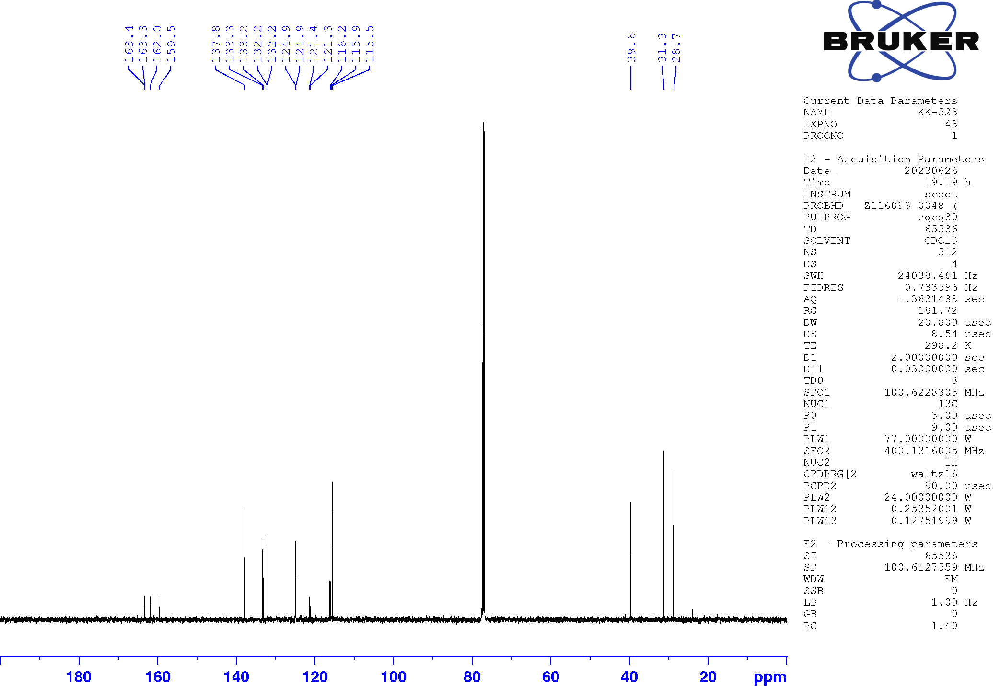 163.4
163.3
162.0
159.5
137.8
133.3
133.2
132.2
132.2
124.9
124.9
121.4
121.3
116.2
115.9
115.5
39.6
31.3
28.7
BRUKER
Current Data Parameters
NAME KK-523
EXPNO 43
PROCNO 1
F2 - Acquisition Parameters
Date_ 20230626
Time 19.19 h
INSTRUM spect
PROBHD Z116098_0048 (
PULPROG zgpg30
TD 65536
SOLVENT CDCl3
NS 512
DS 4
SWH 24038.461 Hz
FIDRES 0.733596 Hz
AQ 1.3631488 sec
RG 181.72
DW 20.800 usec
DE 8.54 usec
TE 298.2 K
D1 2.00000000 sec
D11 0.03000000 sec
TD0 8
SFO1 100.6228303 MHz
NUC1 13C
P0 3.00 usec
P1 9.00 usec
PLW1 77.00000000 W
SFO2 400.1316005 MHz
NUC2 1H
CPDPRG[2 waltz16
PCPD2 90.00 usec
PLW2 24.00000000 W
PLW12 0.25352001 W
PLW13 0.12751999 W
F2 - Processing parameters
SI 65536
SF 100.6127559 MHz
WDW EM
SSB 0
LB 1.00 Hz
GB 0
PC 1.40
180 160 140 120 100 80 60 40 20 ppm